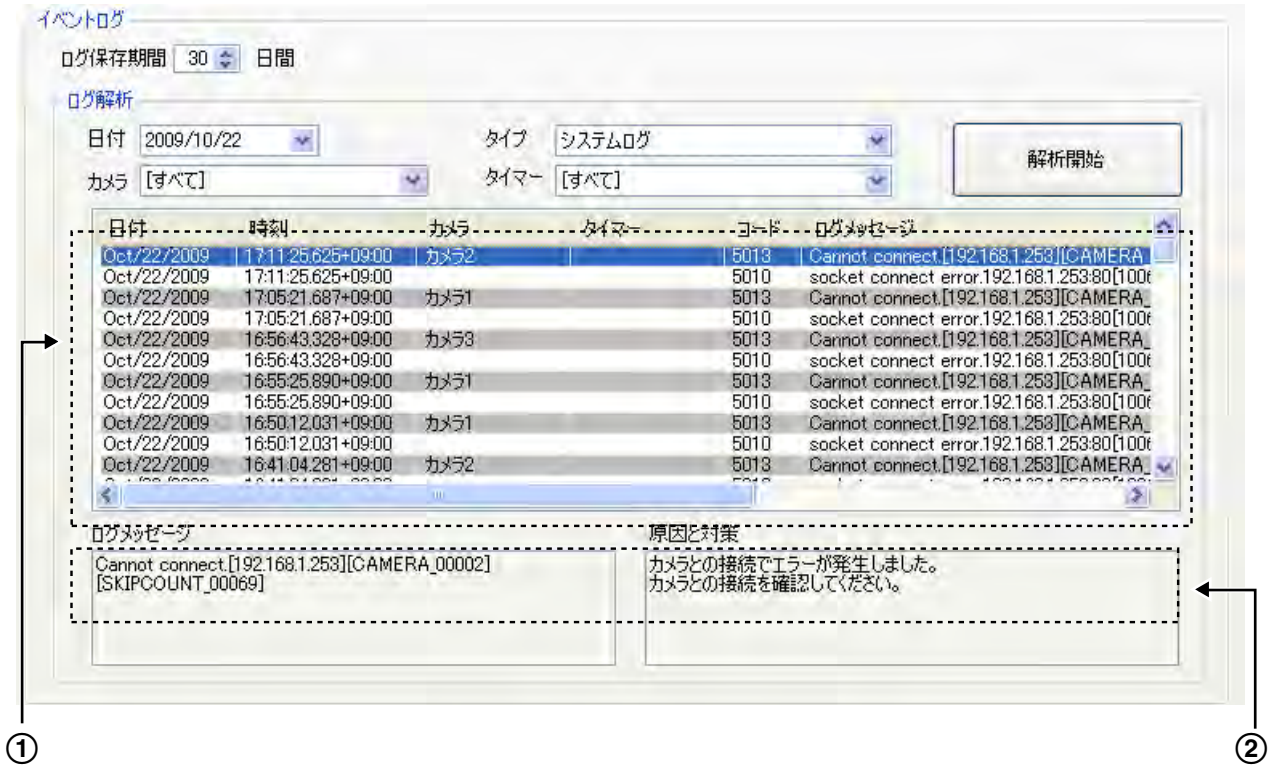 イベントログ
ログ保存期間 30 日間
ログ解析
日付 2009/10/22 タイプ システムログ 解析開始
カメラ [すべて] タイマー [すべて]
日付 時刻 カメラ タイマー コード ログメッセージ
Oct/22/2009 17:11:25.625+09:00 カメラ2 5013 Cannot connect.[192.168.1.253][CAMERA_
Oct/22/2009 17:11:25.625+09:00 5010 socket connect error.192.168.1.253:80[1006
Oct/22/2009 17:05:21.687+09:00 カメラ1 5013 Cannot connect.[192.168.1.253][CAMERA_
Oct/22/2009 17:05:21.687+09:00 5010 socket connect error.192.168.1.253:80[1006
Oct/22/2009 16:56:43.328+09:00 カメラ3 5013 Cannot connect.[192.168.1.253][CAMERA_
Oct/22/2009 16:56:43.328+09:00 5010 socket connect error.192.168.1.253:80[1006
Oct/22/2009 16:55:25.890+09:00 カメラ1 5013 Cannot connect.[192.168.1.253][CAMERA_
Oct/22/2009 16:55:25.890+09:00 5010 socket connect error.192.168.1.253:80[1006
Oct/22/2009 16:50:12.031+09:00 カメラ1 5013 Cannot connect.[192.168.1.253][CAMERA_
Oct/22/2009 16:50:12.031+09:00 5010 socket connect error.192.168.1.253:80[1006
Oct/22/2009 16:41:04.281+09:00 カメラ2 5013 Cannot connect.[192.168.1.253][CAMERA_
ログメッセージ 原因と対策
Cannot connect.[192.168.1.253][CAMERA_00002] カメラとの接続でエラーが発生しました。
[SKIPCOUNT_00069] カメラとの接続を確認してください。
① ②